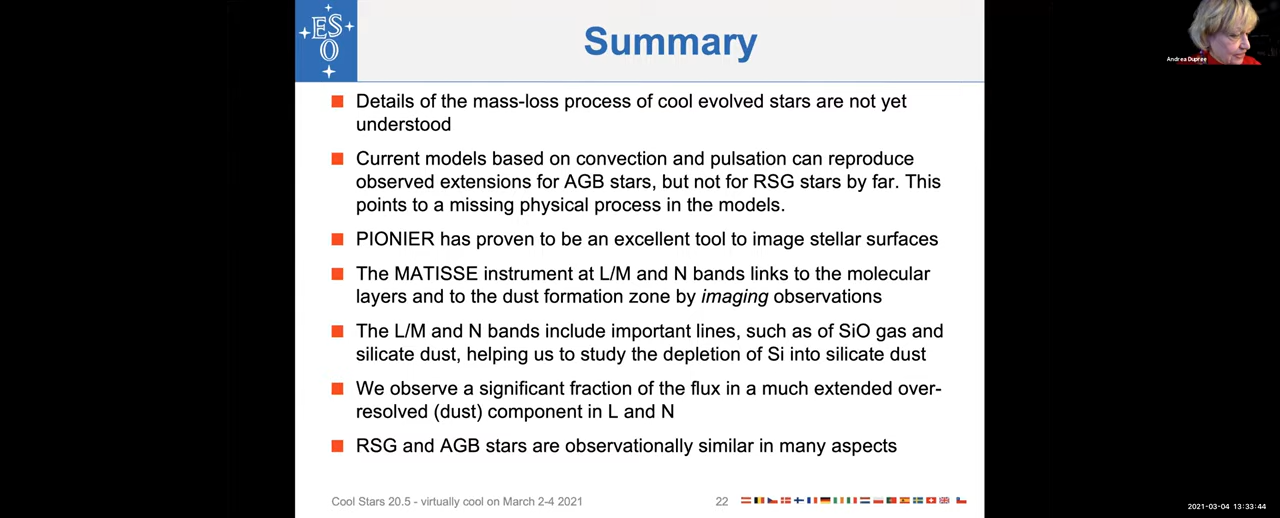 ESO
Summary
Andrea Dupree
Details of the mass-loss process of cool evolved stars are not yet
understood
Current models based on convection and pulsation can reproduce
observed extensions for AGB stars, but not for RSG stars by far. This
points to a missing physical process in the models.
PIONIER has proven to be an excellent tool to image stellar surfaces
The MATISSE instrument at L/M and N bands links to the molecular
layers and to the dust formation zone by imaging observations
The L/M and N bands include important lines, such as of SiO gas and
silicate dust, helping us to study the depletion of Si into silicate dust
We observe a significant fraction of the flux in a much extended over-
resolved (dust) component in L and N
RSG and AGB stars are observationally similar in many aspects
Cool Stars 20.5 - virtually cool on March 2-4 2021
22
2021-03-04 13:33:44